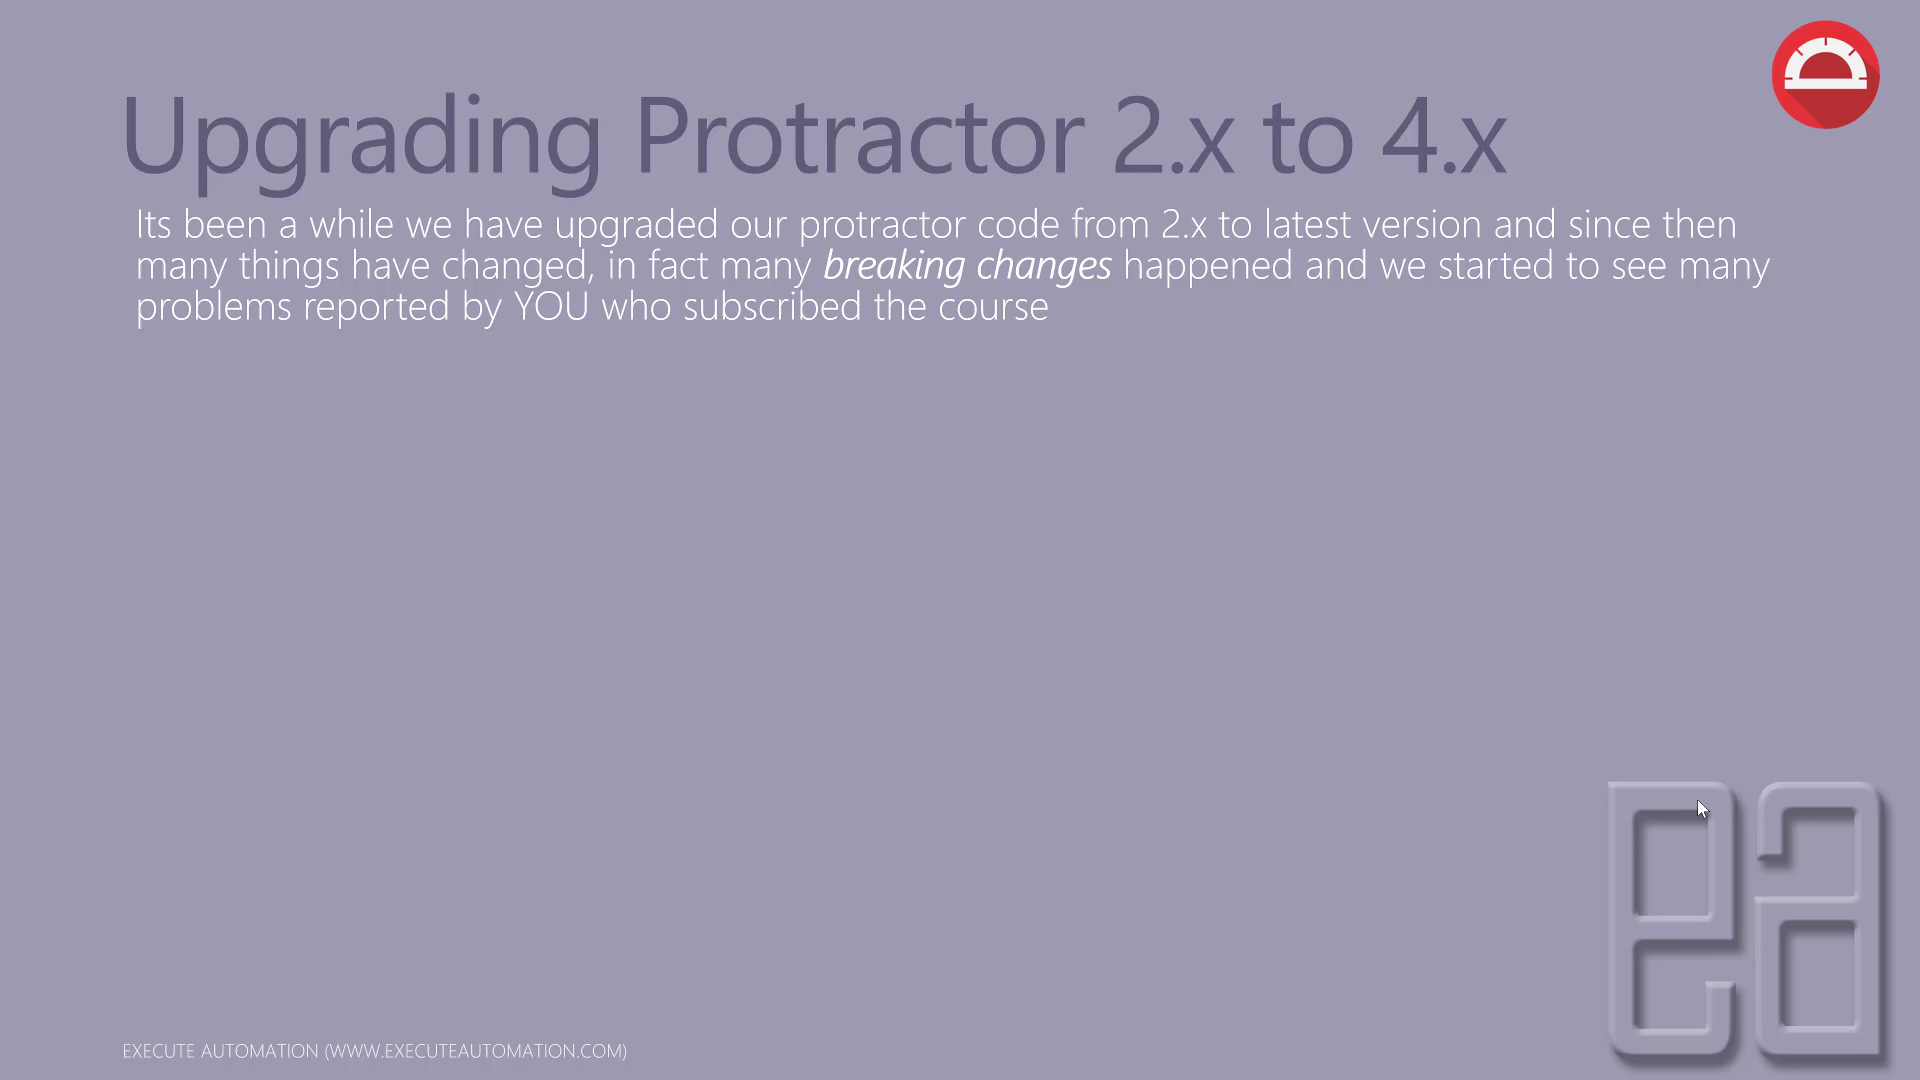 Upgrading Protractor 2.x to 4.x
Its been a while we have upgraded our protractor code from 2.x to latest version and since then
many things have changed, in fact many breaking changes happened and we started to see many
problems reported by YOU who subscribed the course
ea
EXECUTE AUTOMATION (WWW.EXECUTEAUTOMATION.COM)